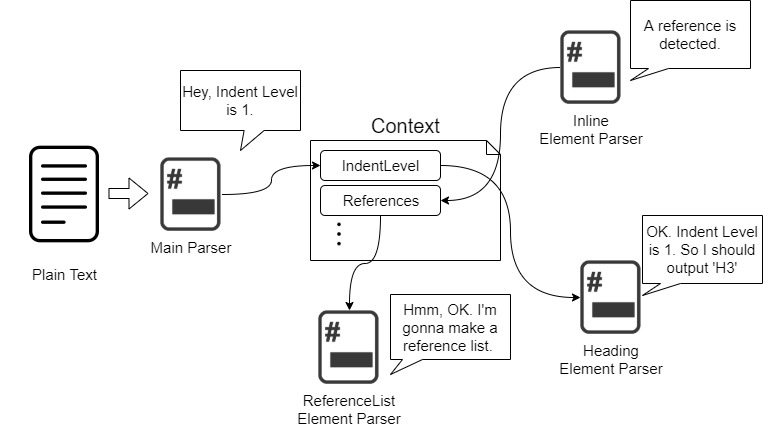 A reference is
detected.
#
Hey, Indent Level
is 1.
Inline
Element Parser
Context
#
IndentLevel
References
Plain Text
Main Parser
OK. Indent Level
is 1. So I should
output 'H3'
#
Hmm, OK. I'm
gonna make a
reference list.
#
Heading
Element Parser
ReferenceList
Element Parser